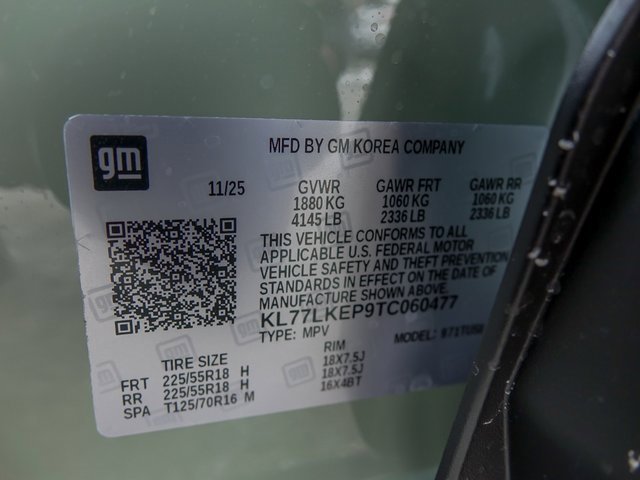 gm
MFD BY GM KOREA COMPANY
11/25 GVWR GAWR FRT GAWR RR
1880 KG 1060 KG 1060 KG
4145 LB 2336 LB 2336 LB
THIS VEHICLE CONFORMS TO ALL
APPLICABLE U.S. FEDERAL MOTOR
VEHICLE SAFETY AND THEFT PREVENTION
STANDARDS IN EFFECT ON THE DATE OF
MANUFACTURE SHOWN ABOVE.
KL77LKEP9TC060477
TYPE: MPV MODEL:
TIRE SIZE RIM
FRT 225/55R18 H 18X7.5J
RR 225/55R18 H 18X7.5J
SPA T125/70R16 M 16X4BT